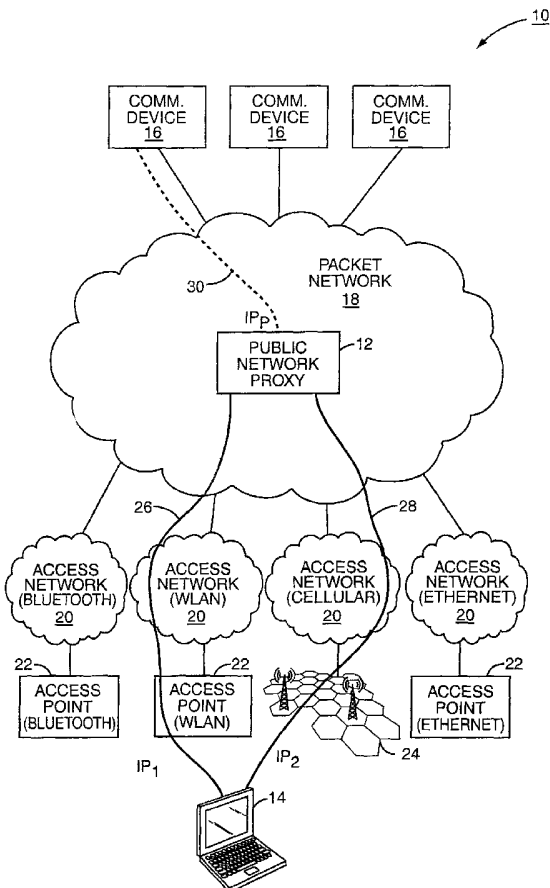 10
COMM.
DEVICE
16
COMM.
DEVICE
16
COMM.
DEVICE
16
PACKET
NETWORK
18
30
IPP
PUBLIC
NETWORK
PROXY
12
26
28
ACCESS
NETWORK
(BLUETOOTH)
20
ACCESS
NETWORK
(WLAN)
20
ACCESS
NETWORK
(CELLULAR)
20
ACCESS
NETWORK
(ETHERNET)
20
22
ACCESS
POINT
(BLUETOOTH)
22
ACCESS
POINT
(WLAN)
24
22
ACCESS
POINT
(ETHERNET)
IP1
IP2
14